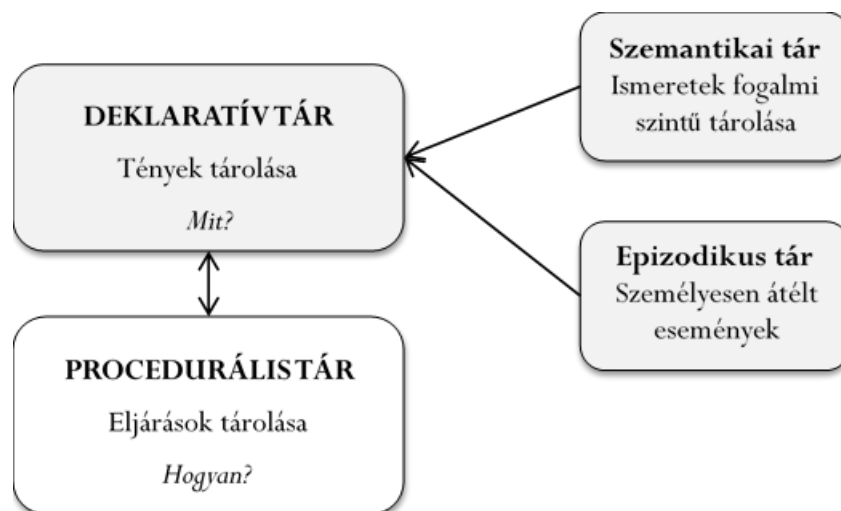 DEKLARATÍV TÁR
Tények tárolása
Mit?
Szemantikai tár
Ismeretek fogalmi
szintű tárolása
Epizodikus tár
Személyesen átélt
események
PROCEDURÁLIS TÁR
Eljárások tárolása
Hogyan?